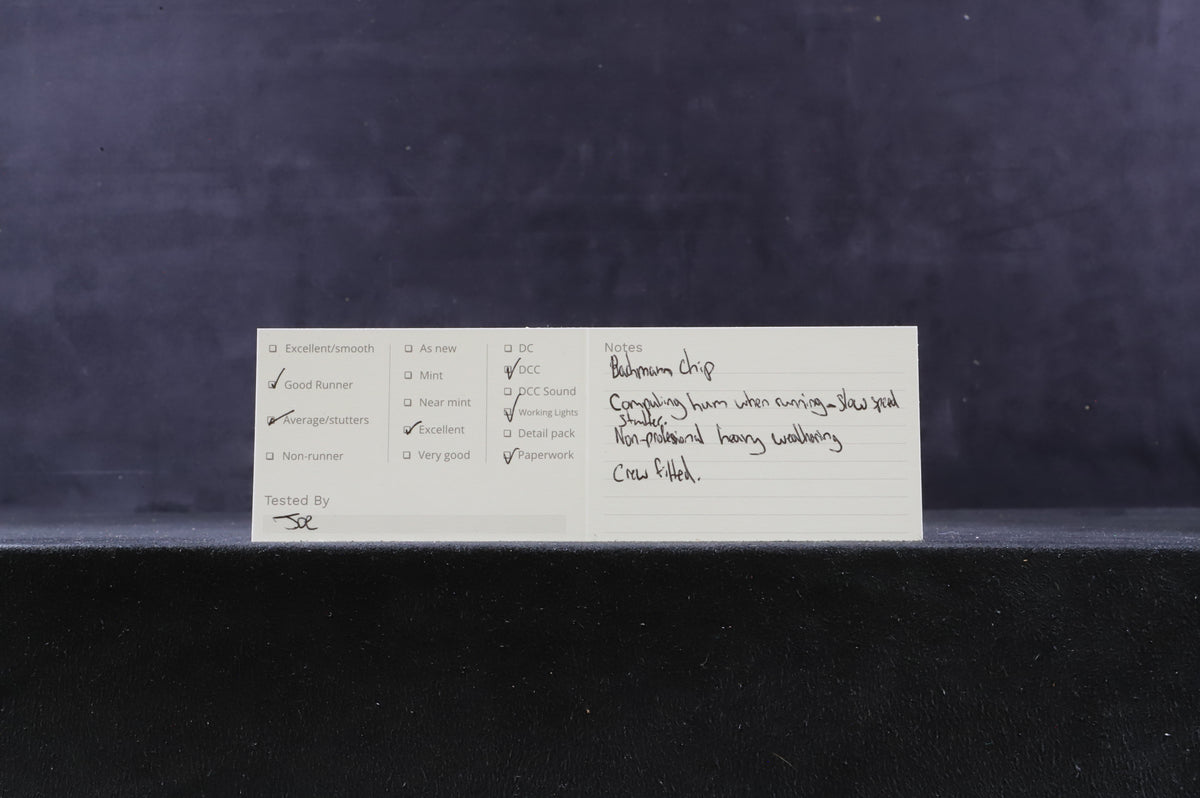 Excellent/smooth
Good Runner
Average/stutters
Non-runner
As new
Mint
Near mint
Excellent
Very good
DC
DCC
DCC Sound
Working Lights
Detail pack
Paperwork
Tested By
Joe
Notes
Bachmann Chip
hum when running - slow speed
stutter.
Non-profesional heavy weathering
Crew fitted.